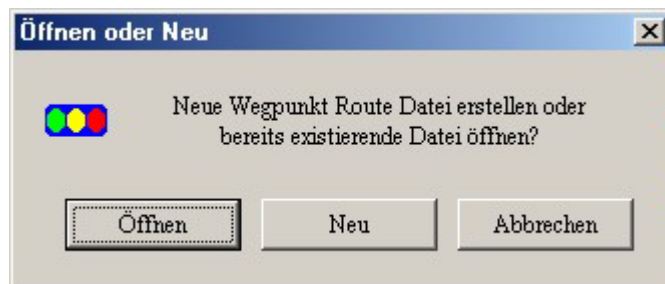 Öffnen oder Neu
Neue Wegpunkt Route Datei erstellen oder
bereits existierende Datei öffnen?
Öffnen Neu Abbrechen